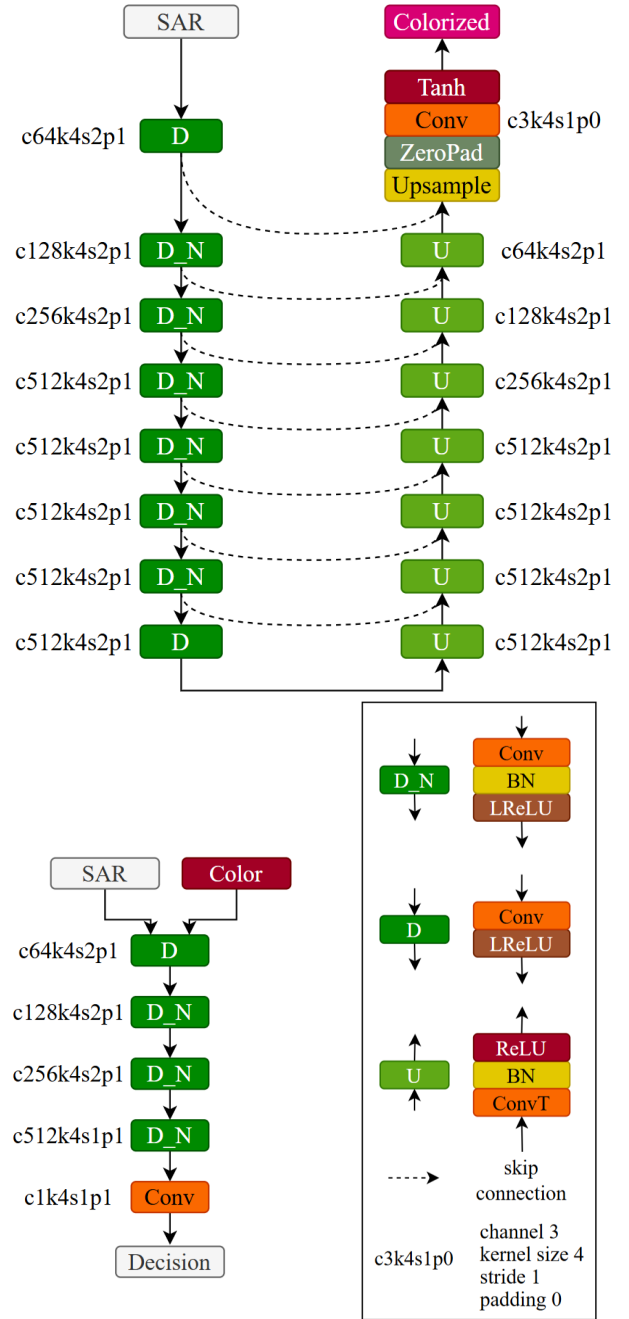 SAR
Colorized
Tanh
Conv
ZeroPad
Upsample
c3k4s1p0
c64k4s2p1
D
c128k4s2p1
D_N
U
c64k4s2p1
c256k4s2p1
D_N
U
c128k4s2p1
c512k4s2p1
D_N
U
c256k4s2p1
c512k4s2p1
D_N
U
c512k4s2p1
c512k4s2p1
D_N
U
c512k4s2p1
c512k4s2p1
D_N
U
c512k4s2p1
c512k4s2p1
D
U
c512k4s2p1
SAR
Color
c64k4s2p1
D
c128k4s2p1
D_N
c256k4s2p1
D_N
c512k4s1p1
D_N
c1k4s1p1
Conv
Decision
D_N
Conv
BN
LReLU
D
Conv
LReLU
U
ReLU
BN
ConvT
skip
connection
c3k4s1p0
channel 3
kernel size 4
stride 1
padding 0